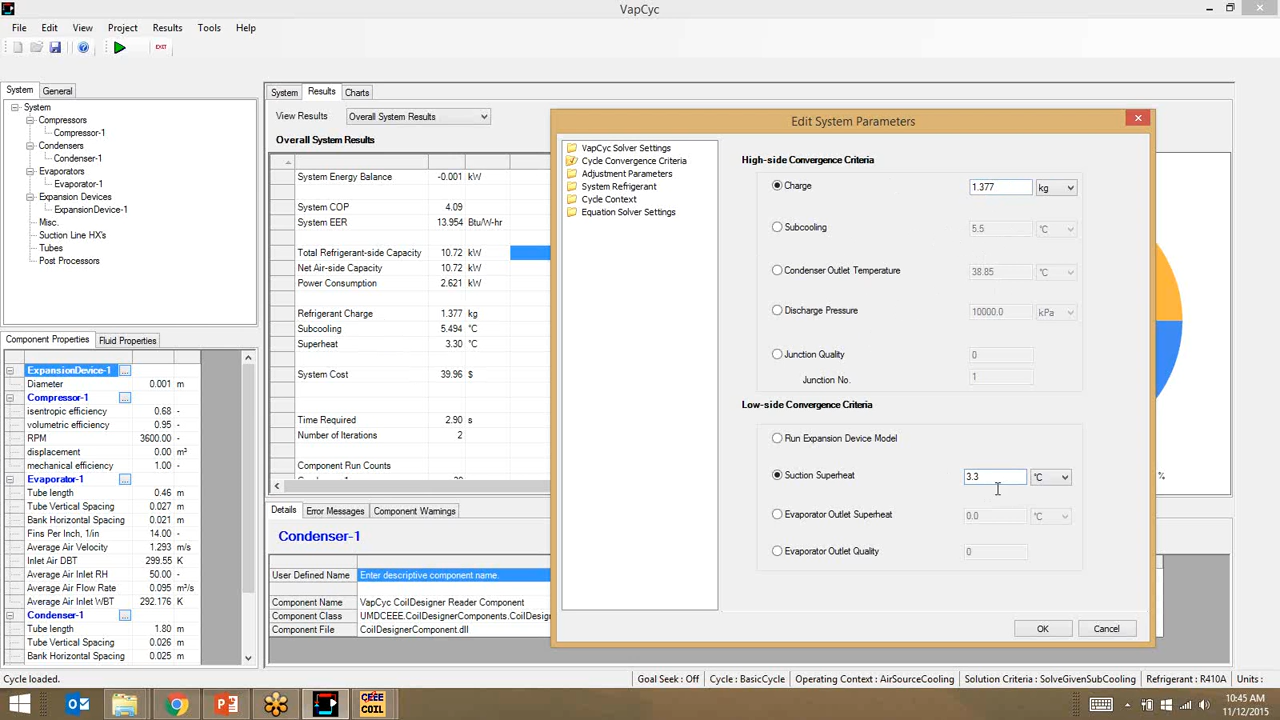 VapCyc
File Edit View Project Results Tools Help
EXIT
System General
System
Compressors
Compressor-1
Condensers
Condenser-1
Evaporators
Evaporator-1
Expansion Devices
ExpansionDevice-1
Misc.
Suction Line HX's
Tubes
Post Processors
Component Properties Fluid Properties
ExpansionDevice-1 ...
Diameter 0.001 m
Compressor-1 ...
isentropic efficiency 0.68 -
volumetric efficiency 0.95 -
RPM 3600.00 -
displacement 0.00 m³
mechanical efficiency 1.00 -
Evaporator-1 ...
Tube length 0.46 m
Tube Vertical Spacing 0.027 m
Bank Horizontal Spacing 0.01 m
Fins Per Inch, 1/in 14.00 -
Average Air Velocity 1.293 m/s
Inlet Air DBT 299.55 K
Average Air Inlet RH 50.00 -
Average Air Flow Rate 0.095 m³/s
Average Air Inlet WBT 292.176 K
Condenser-1 ...
Tube length 1.80 m
Tube Vertical Spacing 0.026 m
Bank Horizontal Spacing 0.025 m
System Results Charts
View Results Overall System Results
Overall System Results
System Energy Balance -0.001 kW
System COP 4.09
System EER 13.954 Btu/W-hr
Total Refrigerant-side Capacity 10.72 kW
Net Air-side Capacity 10.72 kW
Power Consumption 2.621 kW
Refrigerant Charge 1.377 kg
Subcooling 5.494 °C
Superheat 3.30 °C
System Cost 39.96 $
Time Required 2.90 s
Number of Iterations 2
Component Run Counts
Details Error Messages Component Warnings
Condenser-1
User Defined Name Enter descriptive component name.
Component Name VapCyc CoilDesigner Reader Component
Component Class UMDCEEE.CoilDesignerComponents.CoilDesig
Component File CoilDesignerComponent.dll
Edit System Parameters
VapCyc Solver Settings
Cycle Convergence Criteria
Adjustment Parameters
System Refrigerant
Cycle Context
Equation Solver Settings
High-side Convergence Criteria
Charge 1.377 kg
Subcooling 5.5 °C
Condenser Outlet Temperature 38.85 °C
Discharge Pressure 10000.0 kPa
Junction Quality 0
Junction No. 1
Low-side Convergence Criteria
Run Expansion Device Model
Suction Superheat 3.3 °C
Evaporator Outlet Superheat 0.0 °C
Evaporator Outlet Quality 0
OK Cancel
%
Cycle loaded. Goal Seek : Off Cycle : BasicCycle Operating Context : AirSourceCooling Solution Criteria : SolveGivenSubCooling Refrigerant : R410A Units :
CEEE
COIL
10:45 AM
11/12/2015